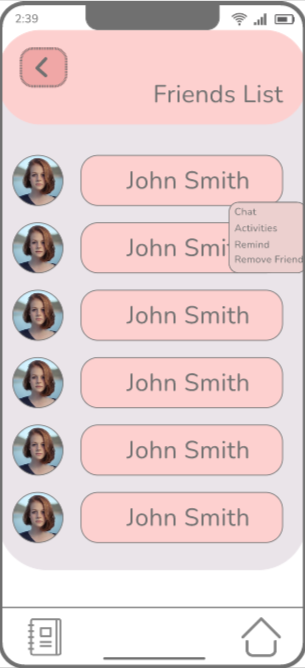 2:39
Friends List
John Smith
Chat
Activities
Remind
Remove Friend
John Smi
John Smith
John Smith
John Smith
John Smith